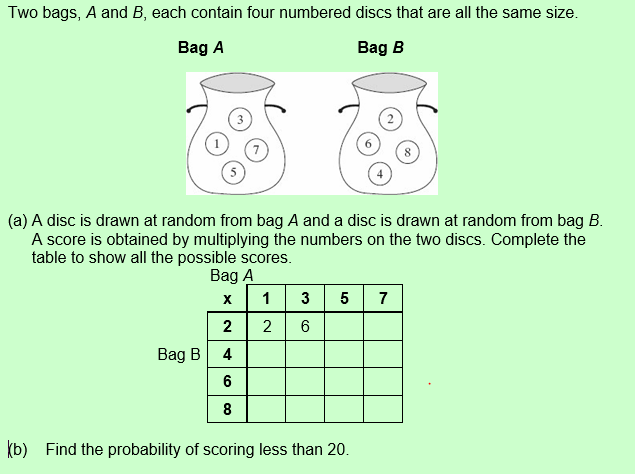 Two bags, A and B, each contain four numbered discs that are all the same size.
Bag A Bag B
3 2
1 7 6 8
5 4
(a) A disc is drawn at random from bag A and a disc is drawn at random from bag B.
A score is obtained by multiplying the numbers on the two discs. Complete the
table to show all the possible scores.
Bag A
x 1 3 5 7
2 2 6
Bag B 4
6
8
(b) Find the probability of scoring less than 20.